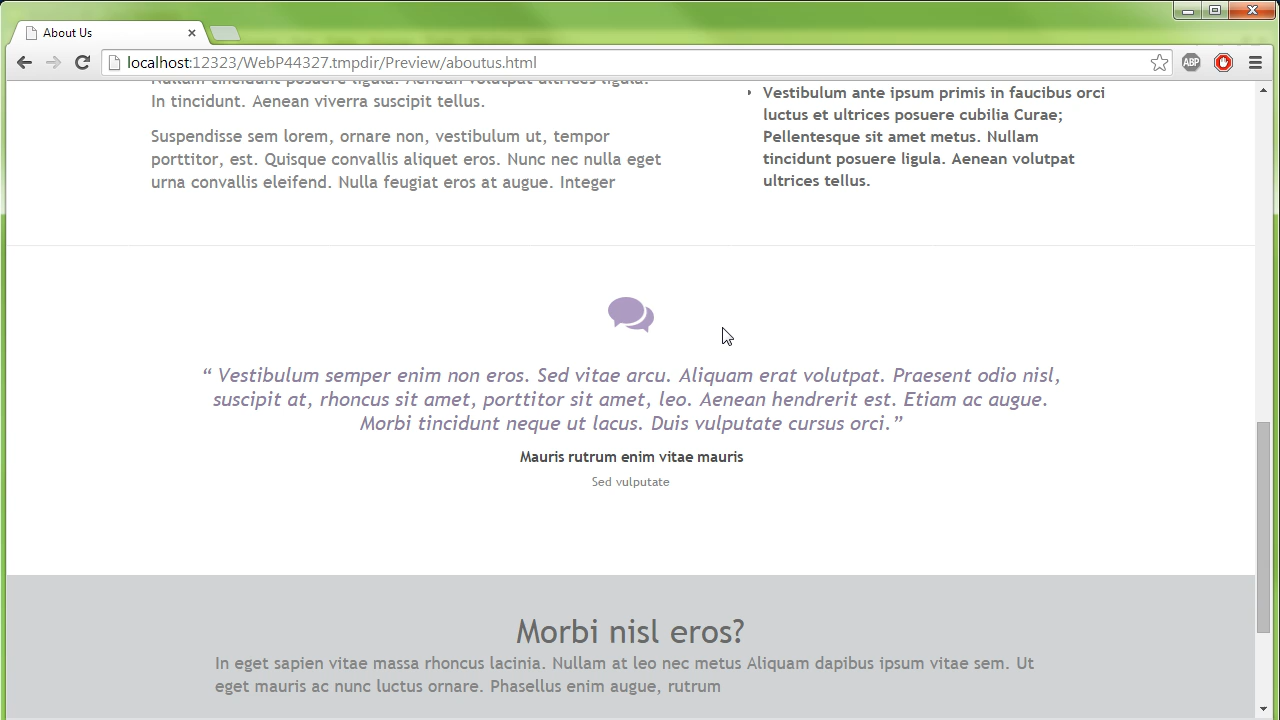 About Us
localhost:12323/WebP44327.tmpdir/Preview/aboutus.html
ABP
Nullam tincidunt posuere ligula. Aenean volutpat ultrices ligula.
In tincidunt. Aenean viverra suscipit tellus.
Suspendisse sem lorem, ornare non, vestibulum ut, tempor
porttitor, est. Quisque convallis aliquet eros. Nunc nec nulla eget
urna convallis eleifend. Nulla feugiat eros at augue. Integer
• Vestibulum ante ipsum primis in faucibus orci
luctus et ultrices posuere cubilia Curae;
Pellentesque sit amet metus. Nullam
tincidunt posuere ligula. Aenean volutpat
ultrices tellus.
“ Vestibulum semper enim non eros. Sed vitae arcu. Aliquam erat volutpat. Praesent odio nisl,
suscipit at, rhoncus sit amet, porttitor sit amet, leo. Aenean hendrerit est. Etiam ac augue.
Morbi tincidunt neque ut lacus. Duis vulputate cursus orci.”
Mauris rutrum enim vitae mauris
Sed vulputate
Morbi nisl eros?
In eget sapien vitae massa rhoncus lacinia. Nullam at leo nec metus Aliquam dapibus ipsum vitae sem. Ut
eget mauris ac nunc luctus ornare. Phasellus enim augue, rutrum